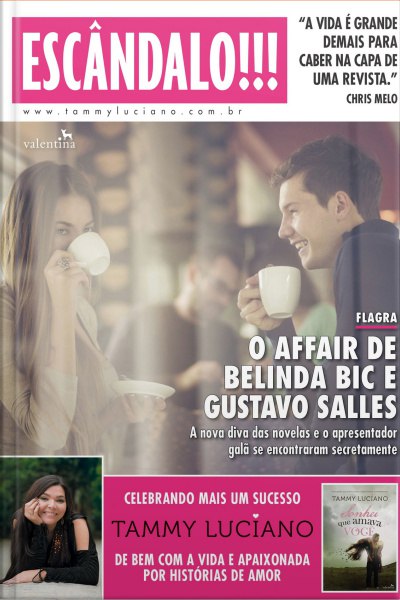 ESCÂNDALO!!!
www.tammyluciano.com.br
“A VIDA É GRANDE
DEMAIS PARA
CABER NA CAPA DE
UMA REVISTA.”
CHRIS MELO
valentina
FLAGRA
O AFFAIR DE
BELINDA BIC E
GUSTAVO SALLES
A nova diva das novelas e o apresentador
galã se encontraram secretamente
CELEBRANDO MAIS UM SUCESSO
TAMMY LUCIANO
DE BEM COM A VIDA E APAIXONADA
POR HISTÓRIAS DE AMOR
TAMMY LUCIANO
Sonhei
que amava
VOCÊ